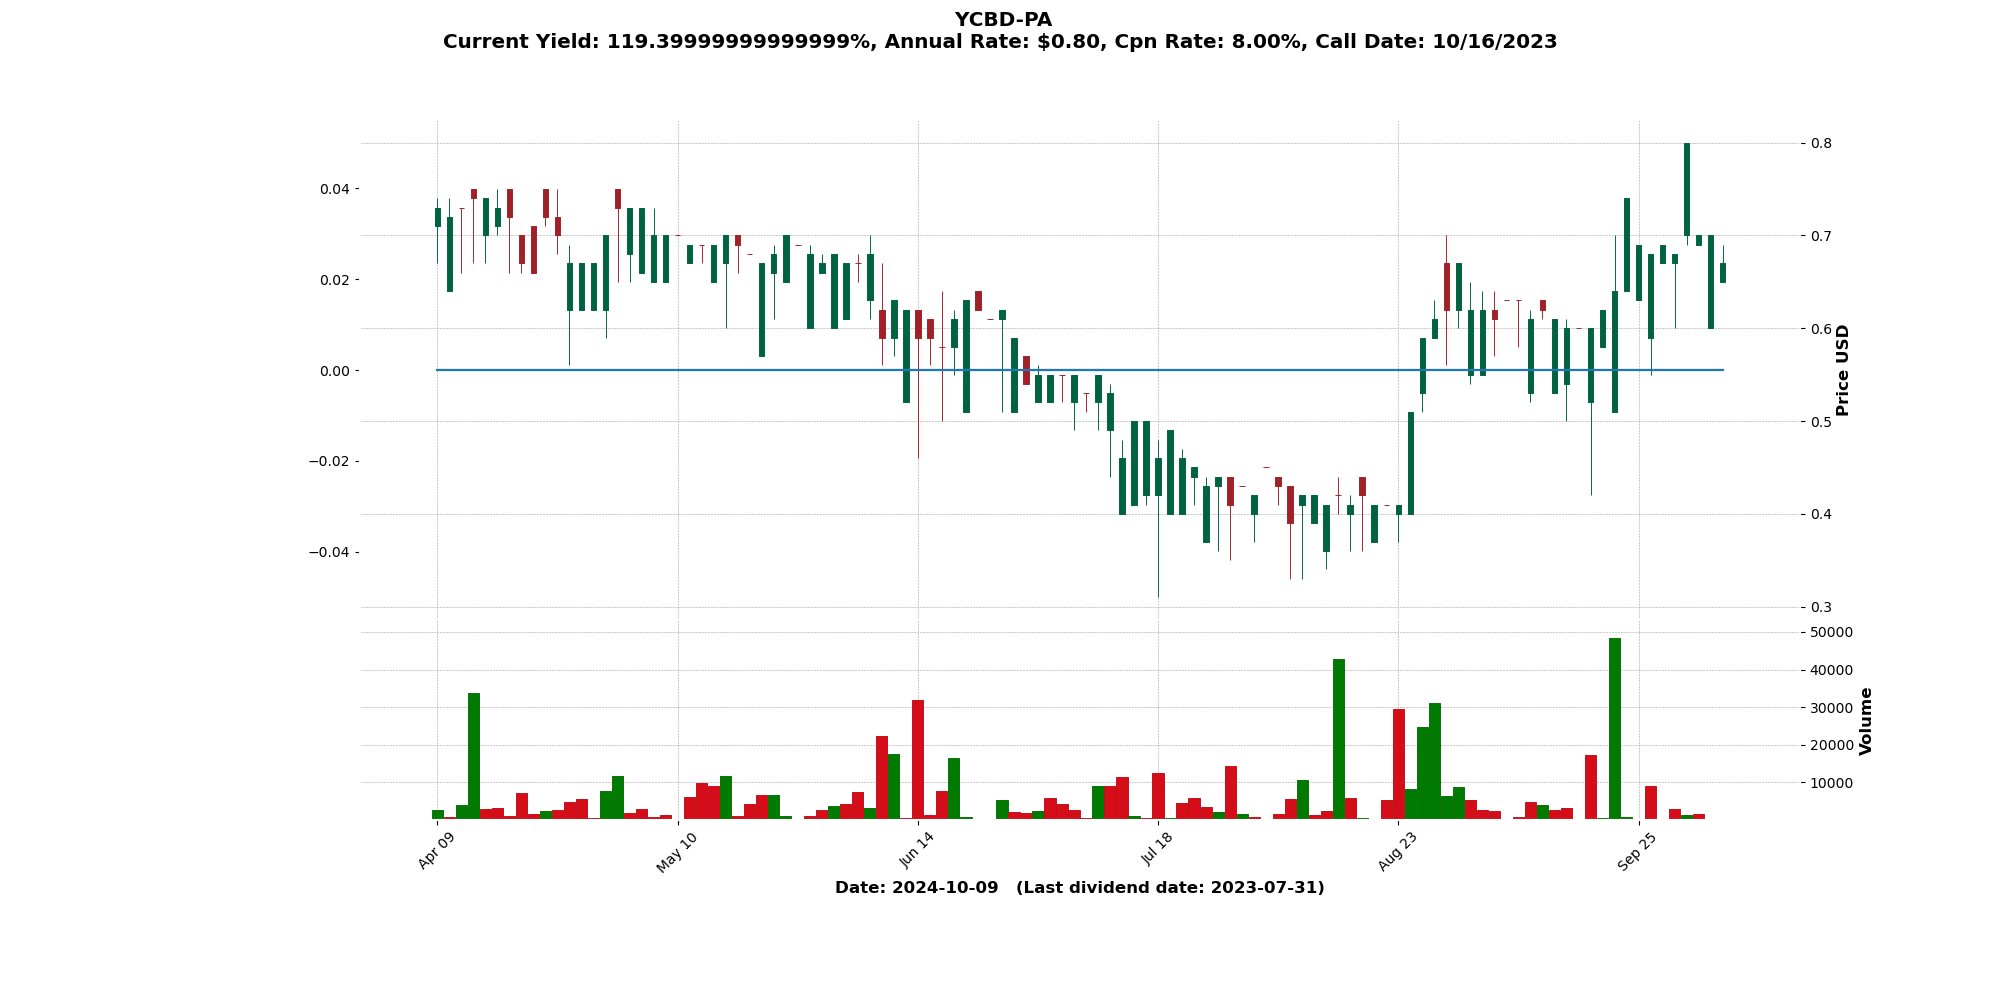 YCBD-PA
Current Yield: 119.39999999999999%, Annual Rate: $0.80, Cpn Rate: 8.00%, Call Date: 10/16/2023
0.04
0.02
0.00
−0.02
−0.04
0.8
0.7
0.6
0.5
0.4
0.3
Price USD
50000
40000
30000
20000
10000
Volume
Apr 09
May 10
Jun 14
Jul 18
Aug 23
Sep 25
Date: 2024-10-09 (Last dividend date: 2023-07-31)